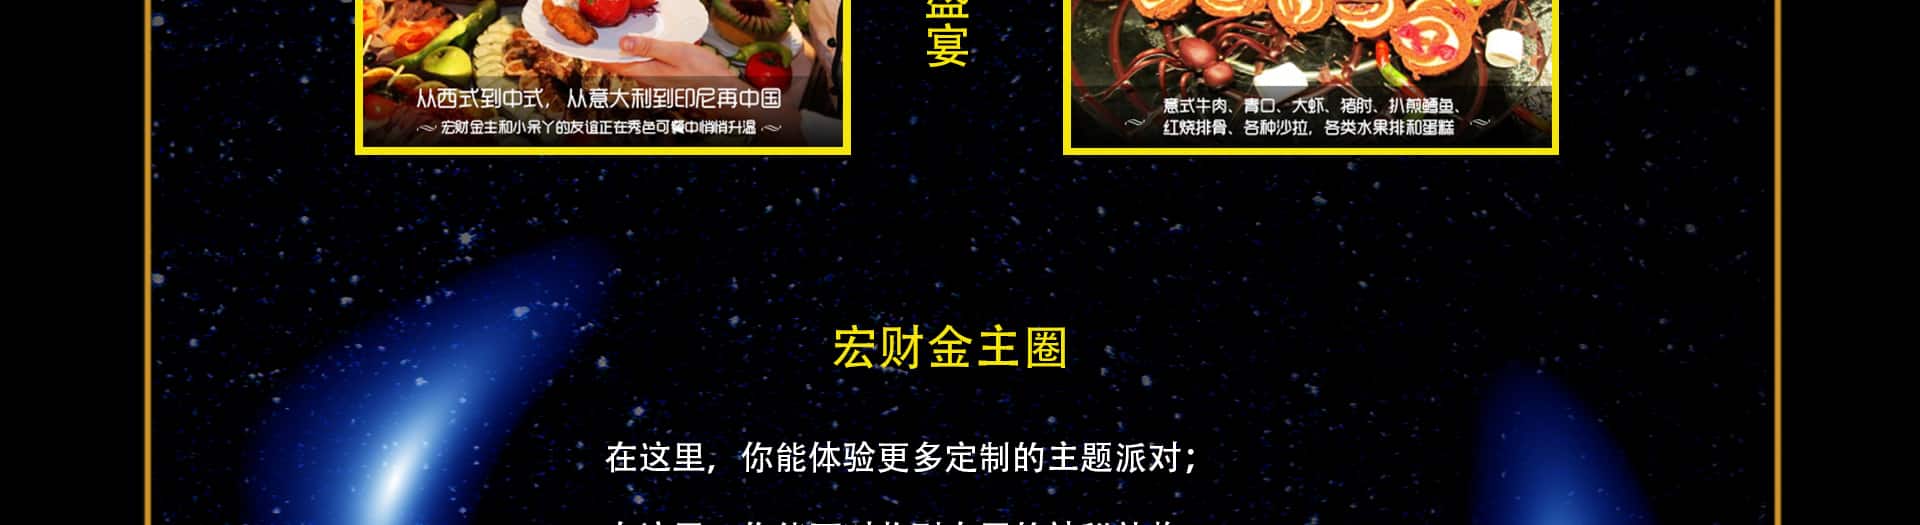 盛
宴
从西式到中式，从意大利到印尼再中国
宏财金主和小呆丫的友谊正在秀色可餐中悄悄升温
意式牛肉、青口、大虾、猪肘、扒煎鳕鱼、
红烧排骨、各种沙拉，各类水果排和蛋糕
宏财金主圈
在这里，你能体验更多定制的主题派对；